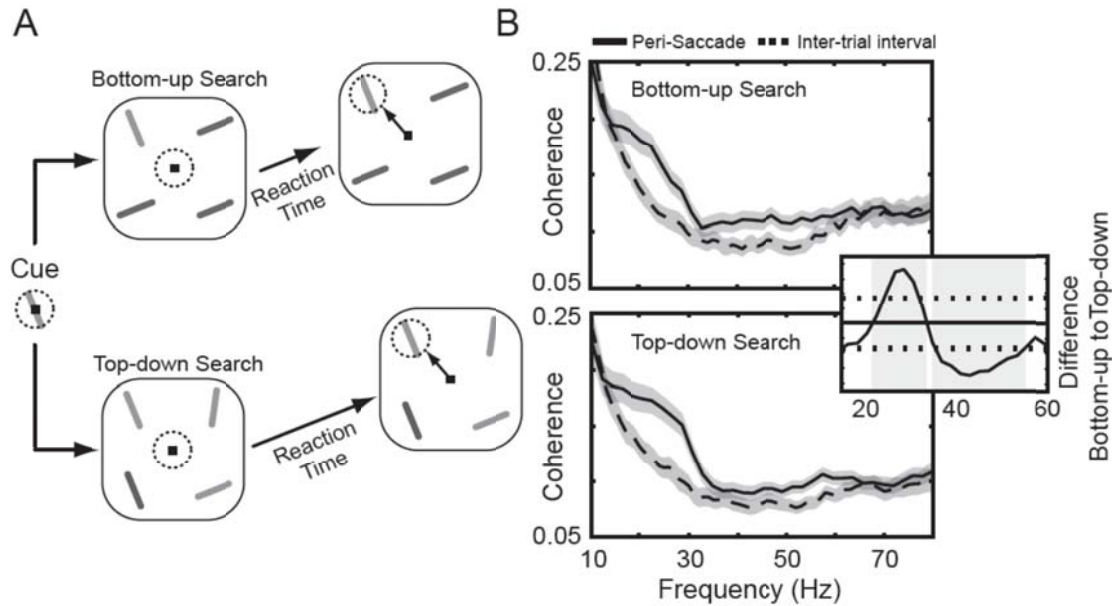 A
Bottom-up Search
Reaction
Time
Cue
Top-down Search
Reaction
Time
B
Peri-Saccade
Inter-trial interval
0.25
Bottom-up Search
Coherence
0.05
0.25
Top-down Search
Coherence
0.05
10 30 50 70
Frequency (Hz)
20 40 60
Difference
Bottom-up toTop-down